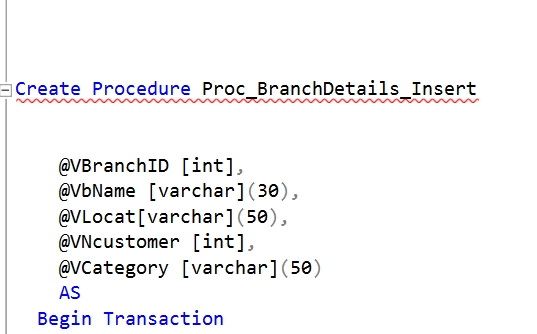 Create Procedure Proc_BranchDetails_Insert
@VBranchID [int],
@VbName [varchar](30),
@VLocat[varchar](50),
@VNcustomer [int],
@VCategory [varchar](50)
AS
Begin Transaction